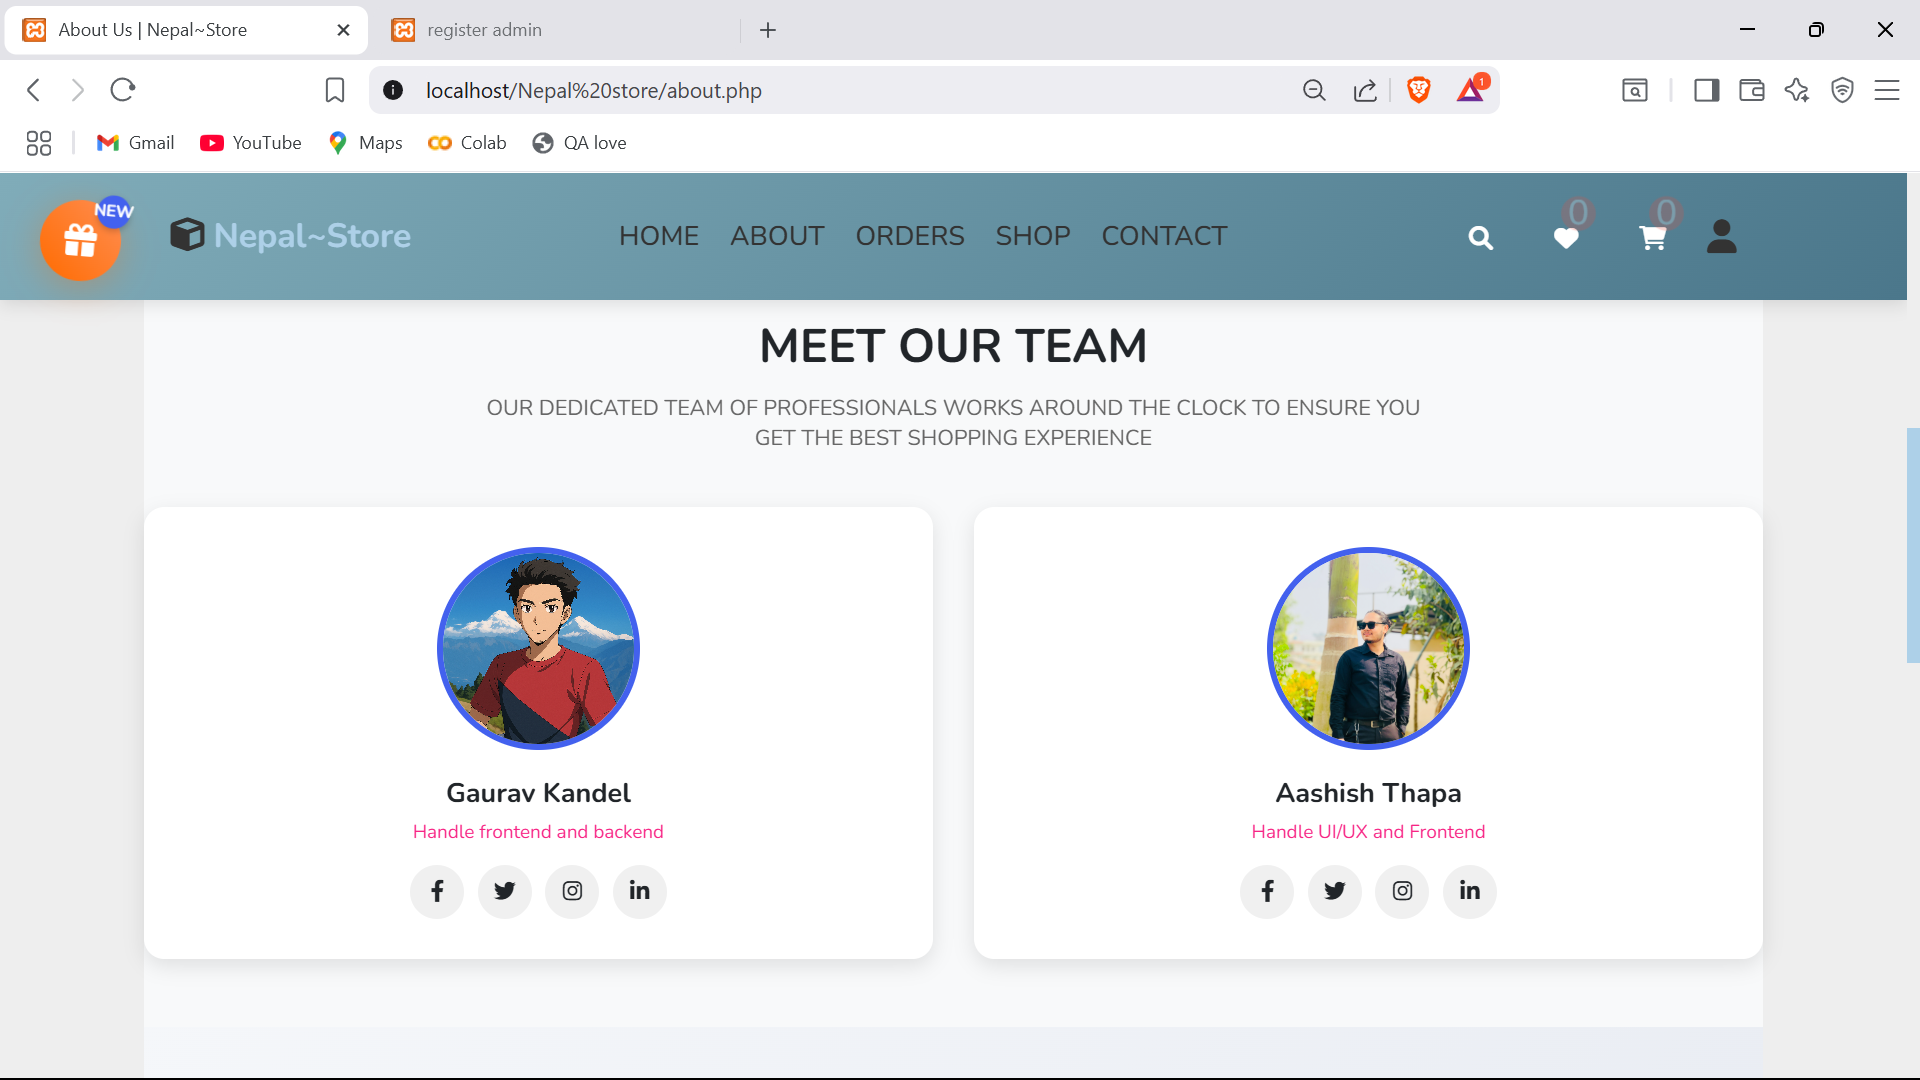 About Us | Nepal~Store
register admin
localhost/Nepal%20store/about.php
1
Gmail
YouTube
Maps
Colab
QA love
NEW
Nepal~Store
HOME
ABOUT
ORDERS
SHOP
CONTACT
0
0
MEET OUR TEAM
OUR DEDICATED TEAM OF PROFESSIONALS WORKS AROUND THE CLOCK TO ENSURE YOU
GET THE BEST SHOPPING EXPERIENCE
Gaurav Kandel
Handle frontend and backend
Aashish Thapa
Handle UI/UX and Frontend